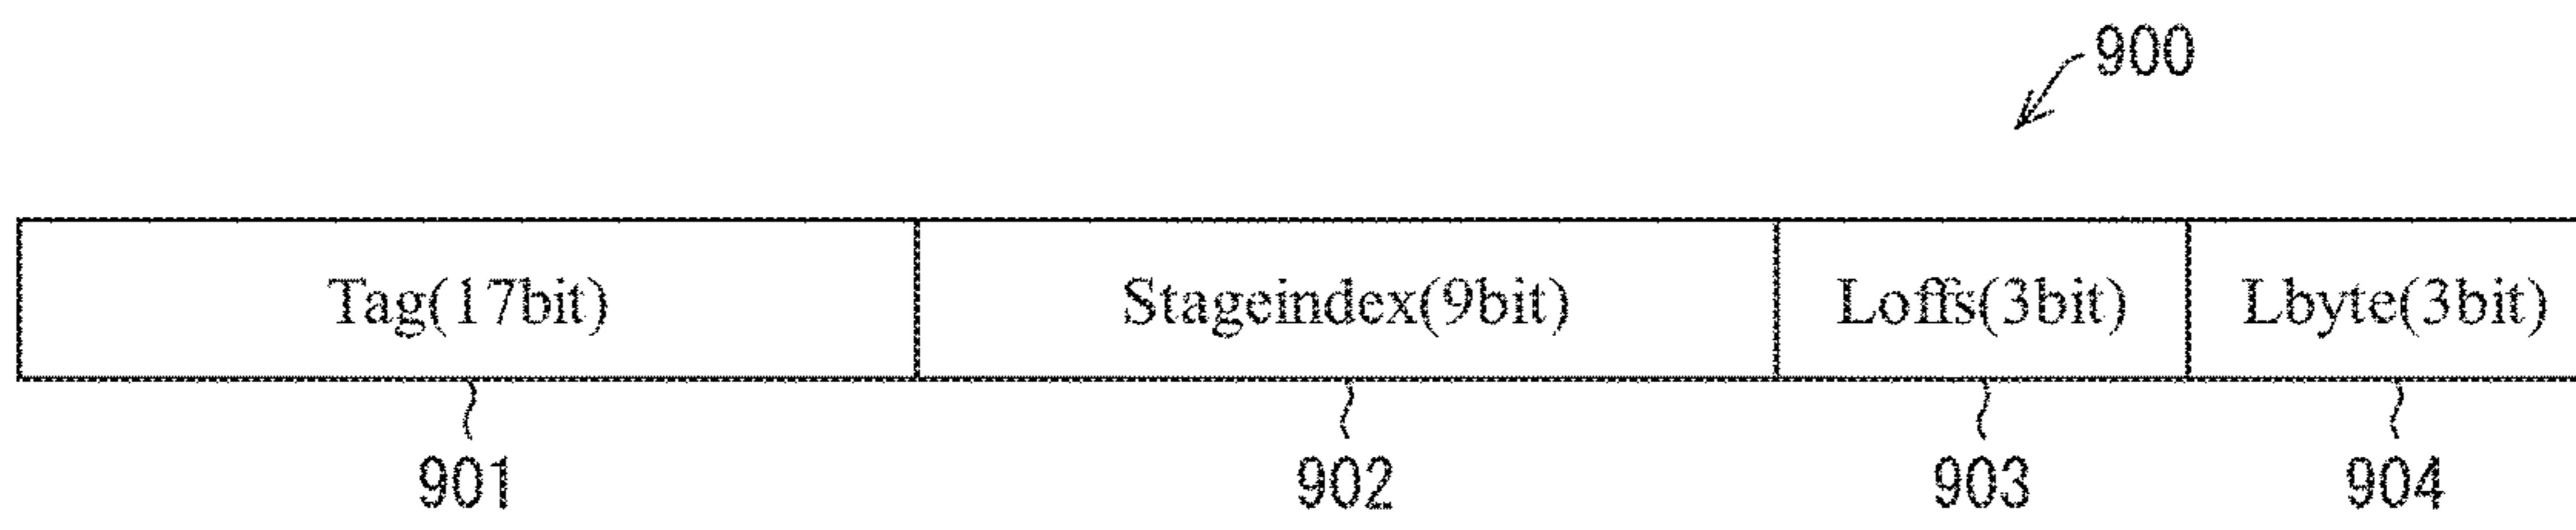 900
Tag(17bit) Stageindex(9bit) Loffs(3bit) Lbyte(3bit)
901 902 903 904